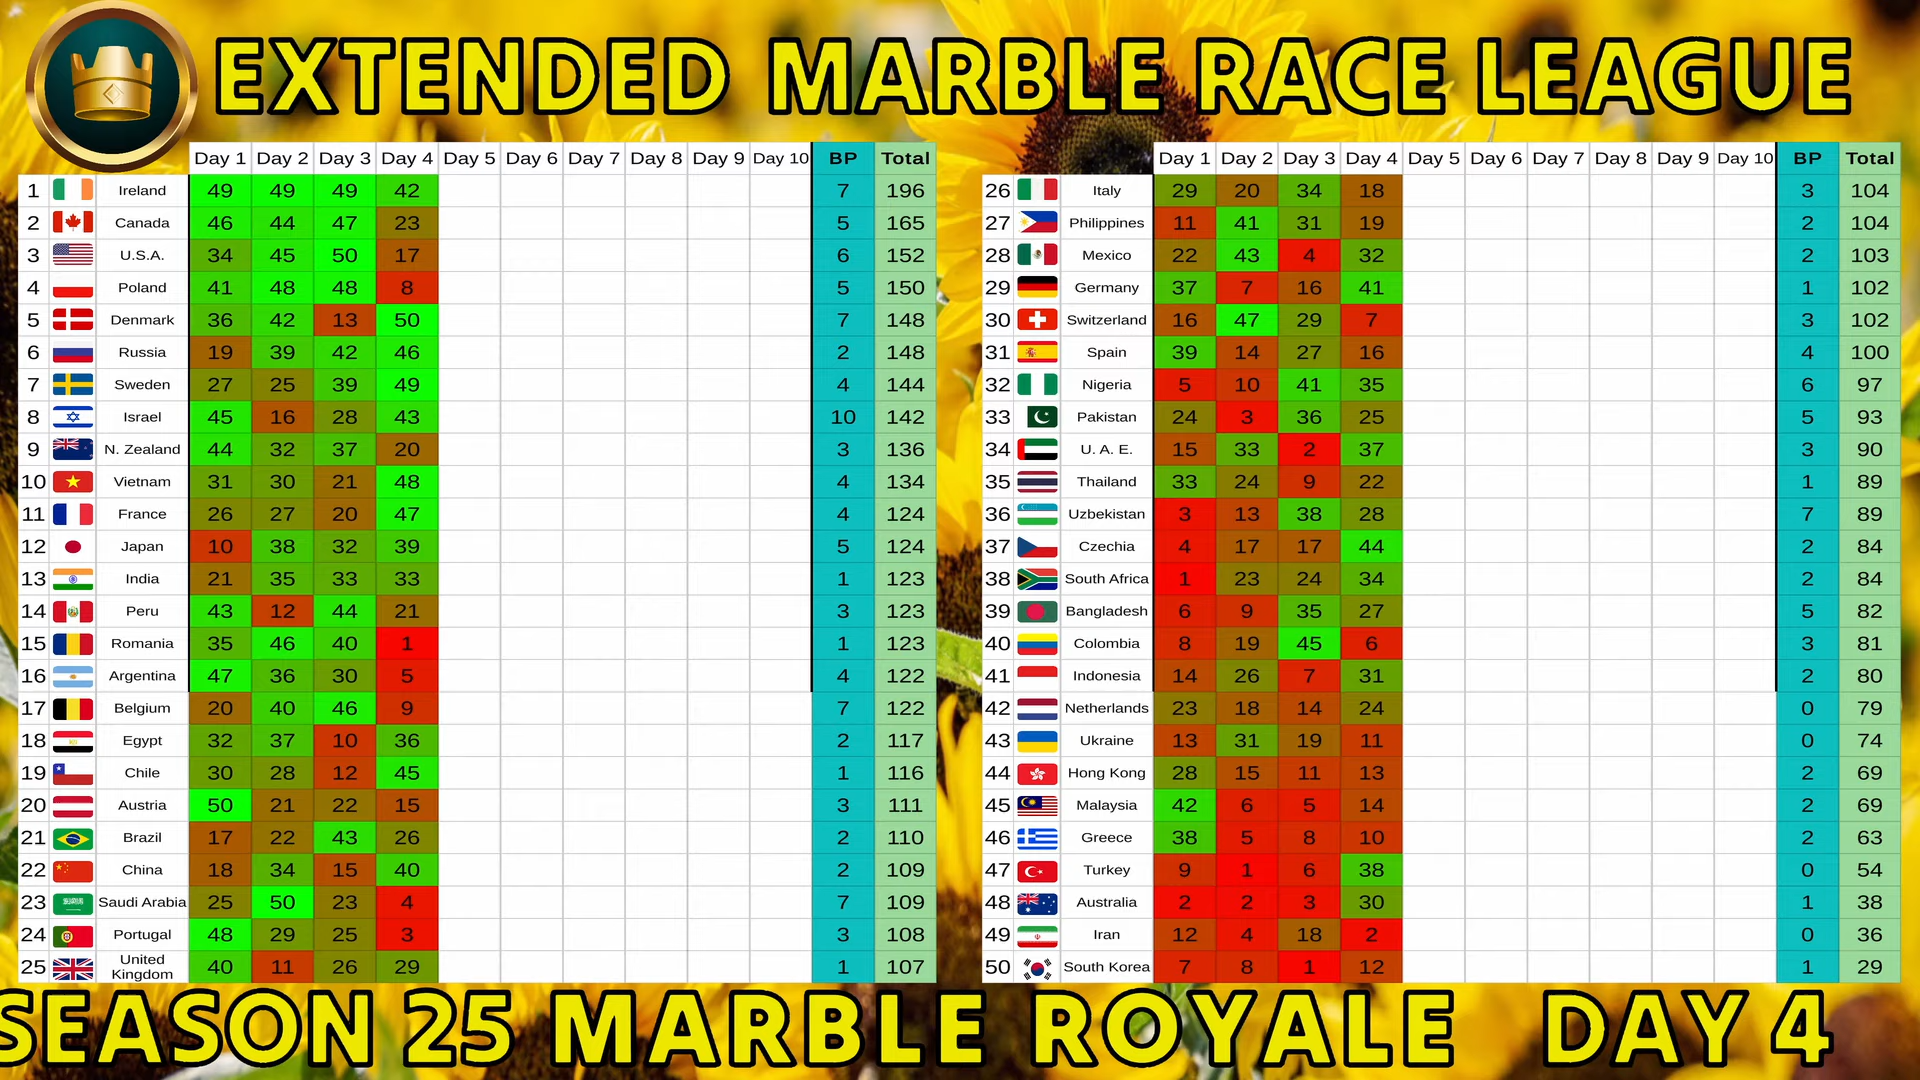 EXTENDED MARBLE RACE LEAGUE
Day 1 Day 2 Day 3 Day 4 Day 5 Day 6 Day 7 Day 8 Day 9 Day 10 BP Total
1 Ireland 49 49 49 42 7 196
2 Canada 46 44 47 23 5 165
3 U.S.A. 34 45 50 17 6 152
4 Poland 41 48 48 8 5 150
5 Denmark 36 42 13 50 7 148
6 Russia 19 39 42 46 2 148
7 Sweden 27 25 39 49 4 144
8 Israel 45 16 28 43 10 142
9 N. Zealand 44 32 37 20 3 136
10 Vietnam 31 30 21 48 4 134
11 France 26 27 20 47 4 124
12 Japan 10 38 32 39 5 124
13 India 21 35 33 33 1 123
14 Peru 43 12 44 21 3 123
15 Romania 35 46 40 1 1 123
16 Argentina 47 36 30 5 4 122
17 Belgium 20 40 46 9 7 122
18 Egypt 32 37 10 36 2 117
19 Chile 30 28 12 45 1 116
20 Austria 50 21 22 15 3 111
21 Brazil 17 22 43 26 2 110
22 China 18 34 15 40 2 109
23 Saudi Arabia 25 50 23 4 7 109
24 Portugal 48 29 25 3 3 108
25 United Kingdom 40 11 26 29 1 107
Day 1 Day 2 Day 3 Day 4 Day 5 Day 6 Day 7 Day 8 Day 9 Day 10 BP Total
26 Italy 29 20 34 18 3 104
27 Philippines 11 41 31 19 2 104
28 Mexico 22 43 4 32 2 103
29 Germany 37 7 16 41 1 102
30 Switzerland 16 47 29 7 3 102
31 Spain 39 14 27 16 4 100
32 Nigeria 5 10 41 35 6 97
33 Pakistan 24 3 36 25 5 93
34 U. A. E. 15 33 2 37 3 90
35 Thailand 33 24 9 22 1 89
36 Uzbekistan 3 13 38 28 7 89
37 Czechia 4 17 17 44 2 84
38 South Africa 1 23 24 34 2 84
39 Bangladesh 6 9 35 27 5 82
40 Colombia 8 19 45 6 3 81
41 Indonesia 14 26 7 31 2 80
42 Netherlands 23 18 14 24 0 79
43 Ukraine 13 31 19 11 0 74
44 Hong Kong 28 15 11 13 2 69
45 Malaysia 42 6 5 14 2 69
46 Greece 38 5 8 10 2 63
47 Turkey 9 1 6 38 0 54
48 Australia 2 2 3 30 1 38
49 Iran 12 4 18 2 0 36
50 South Korea 7 8 1 12 1 29
SEASON 25 MARBLE ROYALE DAY 4